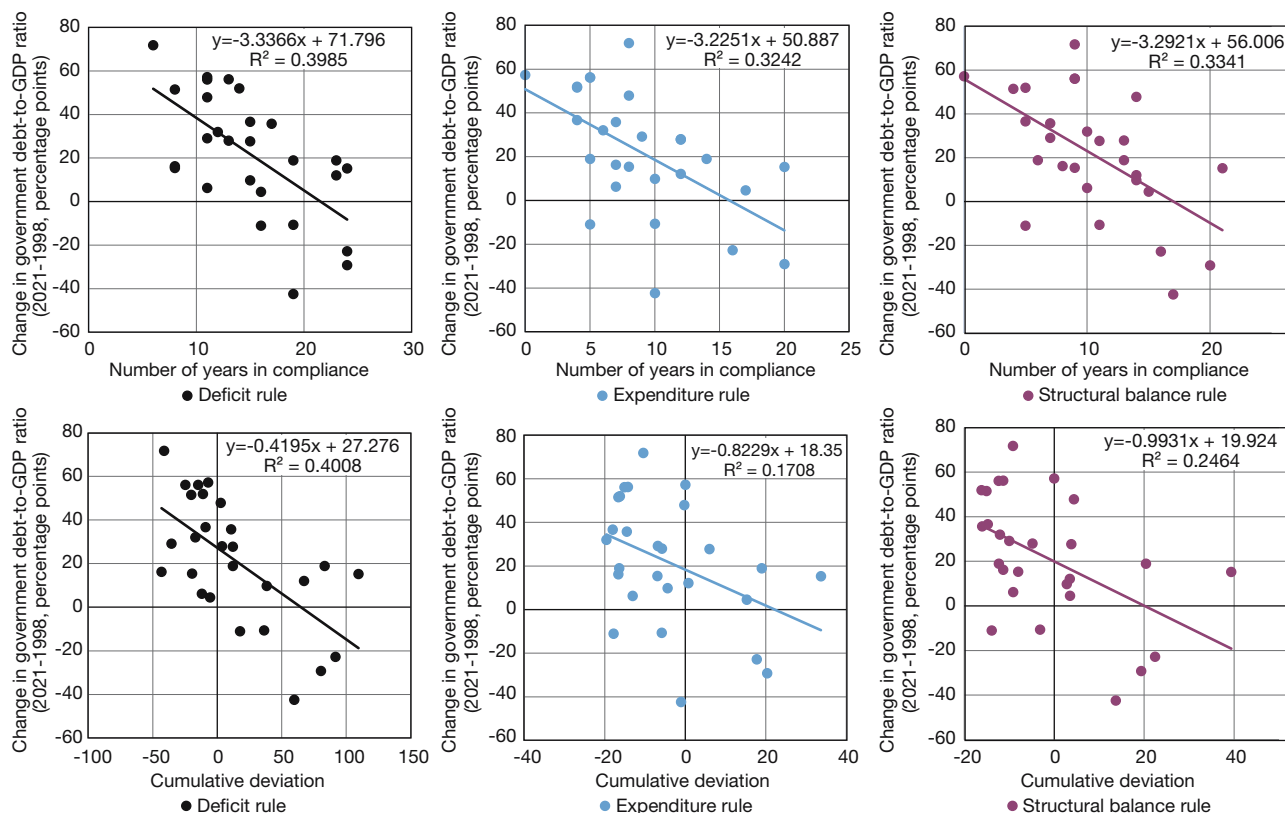 Change in government debt-to-GDP ratio
(2021-1998, percentage points)
80
60
40
20
0
-20
-40
-60
y=-3.3366x + 71.796
R² = 0.3985
0
10
20
30
Number of years in compliance
Deficit rule
Change in government debt-to-GDP ratio
(2021-1998, percentage points)
80
60
40
20
0
-20
-40
-60
y=-3.2251x + 50.887
R² = 0.3242
0
5
10
15
20
25
Number of years in compliance
Expenditure rule
Change in government debt-to-GDP ratio
(2021-1998, percentage points)
80
60
40
20
0
-20
-40
-60
y=-3.2921x + 56.006
R² = 0.3341
0
10
20
Number of years in compliance
Structural balance rule
Change in government debt-to-GDP ratio
(2021-1998, percentage points)
80
60
40
20
0
-20
-40
-60
y=-0.4195x + 27.276
R² = 0.4008
-100
-50
0
50
100
150
Cumulative deviation
Deficit rule
Change in government debt-to-GDP ratio
(2021-1998, percentage points)
80
60
40
20
0
-20
-40
-60
y=-0.8229x + 18.35
R² = 0.1708
-40
-20
0
20
40
Cumulative deviation
Expenditure rule
Change in government debt-to-GDP ratio
(2021-1998, percentage points)
80
60
40
20
0
-20
-40
-60
y=-0.9931x + 19.924
R² = 0.2464
-20
0
20
40
Cumulative deviation
Structural balance rule